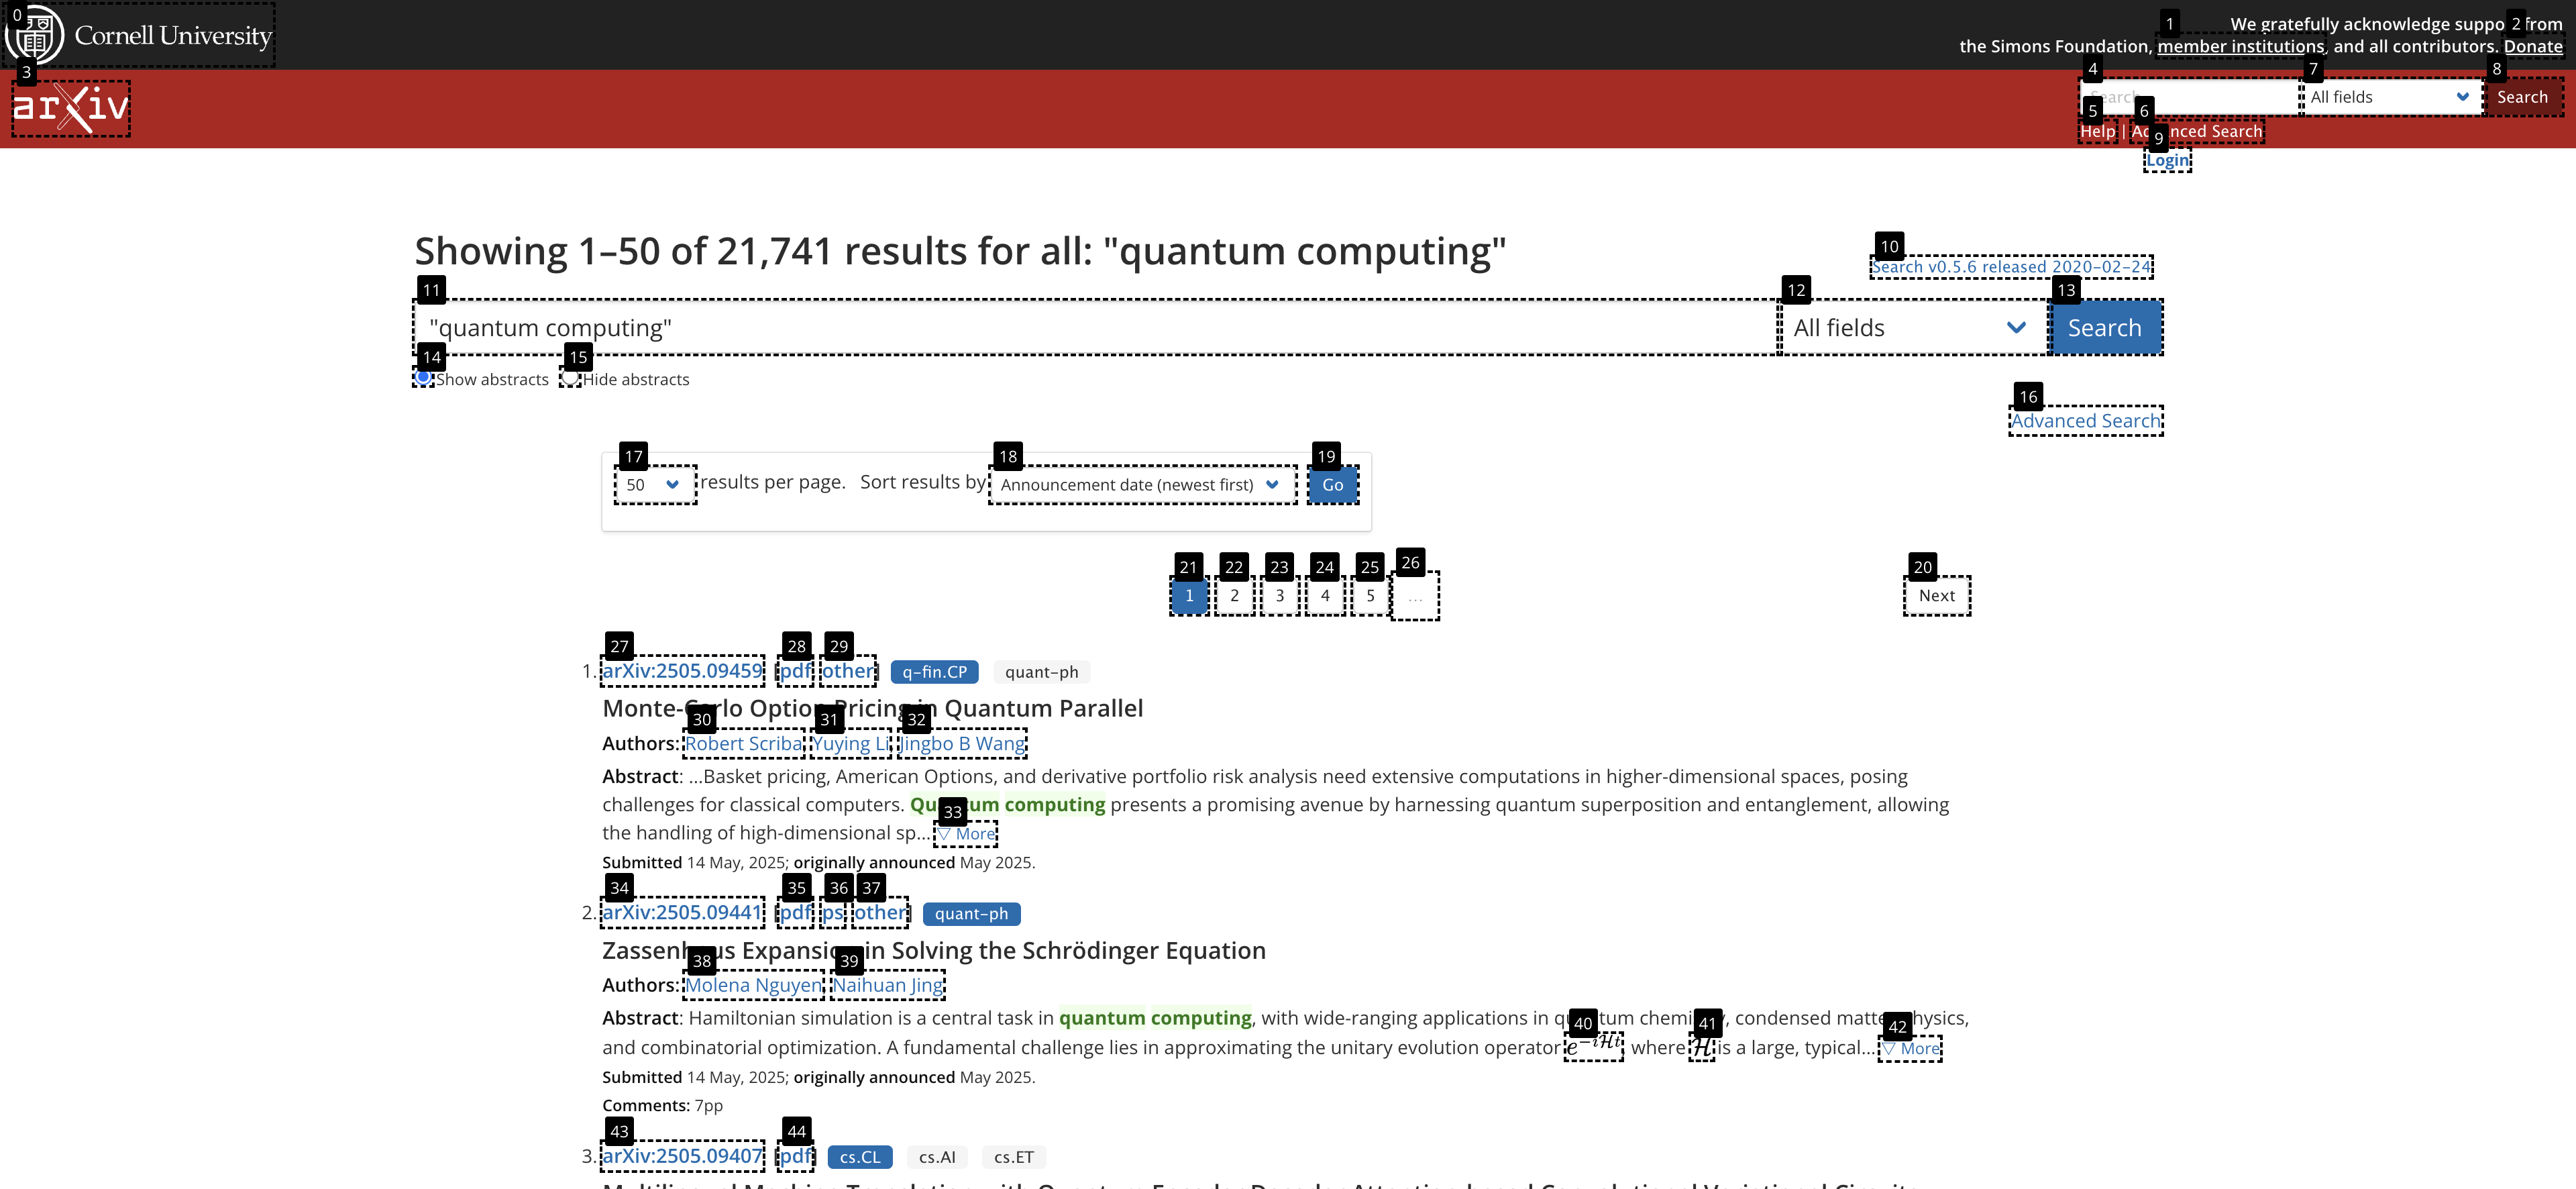 Cornell University
We gratefully acknowledge support from
the Simons Foundation, member institutions, and all contributors. Donate
arXiv
Search
All fields
Search
Help | Advanced Search
Login
Showing 1–50 of 21,741 results for all: "quantum computing"
Search v0.5.6 released 2020-02-24
"quantum computing"
All fields
Search
Show abstracts
Hide abstracts
Advanced Search
50 results per page. Sort results by Announcement date (newest first) Go
1 2 3 4 5 ...
Next
1. arXiv:2505.09459 [pdf, other] q-fin.CP quant-ph
Monte-Carlo Option Pricing in Quantum Parallel
Authors: Robert Scriba, Yuying Li, Jingbo B Wang
Abstract: ...Basket pricing, American Options, and derivative portfolio risk analysis need extensive computations in higher-dimensional spaces, posing
challenges for classical computers. Quantum computing presents a promising avenue by harnessing quantum superposition and entanglement, allowing
the handling of high-dimensional sp... ▽ More
Submitted 14 May, 2025; originally announced May 2025.
2. arXiv:2505.09441 [pdf, ps, other] quant-ph
Zassenhaus Expansion in Solving the Schrödinger Equation
Authors: Molena Nguyen, Naihuan Jing
Abstract: Hamiltonian simulation is a central task in quantum computing, with wide-ranging applications in quantum chemistry, condensed matter physics,
and combinatorial optimization. A fundamental challenge lies in approximating the unitary evolution operator e^{-iℋt}, where ℋ is a large, typical... ▽ More
Submitted 14 May, 2025; originally announced May 2025.
Comments: 7pp
3. arXiv:2505.09407 [pdf] cs.CL cs.AI cs.ET
0
1
2
3
4
5
6
7
8
9
10
11
12
13
14
15
16
17
18
19
20
21
22
23
24
25
26
27
28
29
30
31
32
33
34
35
36
37
38
39
40
41
42
43
44